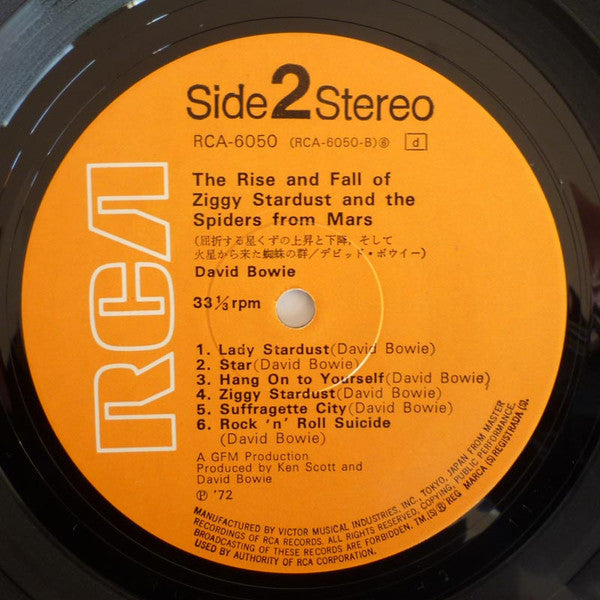 Side 2 Stereo
RCA-6050 (RCA-6050-B)⑧ d
RCA
The Rise and Fall of
Ziggy Stardust and the
Spiders from Mars
(屈折する星くずの上昇と下降,そして
火星から来た蜘蛛の群/デビッド・ボウイー)
David Bowie
33⅓ rpm
1. Lady Stardust (David Bowie)
2. Star (David Bowie)
3. Hang On to Yourself (David Bowie)
4. Ziggy Stardust (David Bowie)
5. Suffragette City (David Bowie)
6. Rock 'n' Roll Suicide
(David Bowie)
A GFM Production
Produced by Ken Scott and
David Bowie
Ⓟ '72
MANUFACTURED BY VICTOR MUSICAL INDUSTRIES, INC. TOKYO, JAPAN FROM MASTER
RECORDINGS OF RCA RECORDS. ALL RIGHTS RESERVED, COPYING, PUBLIC PERFORMANCE,
BROADCASTING OF THESE RECORDS ARE FORBIDDEN. TM.(S) ® REG MARCA (S) REGISTRADA (S).
USED BY AUTHORITY OF RCA CORPORATION.